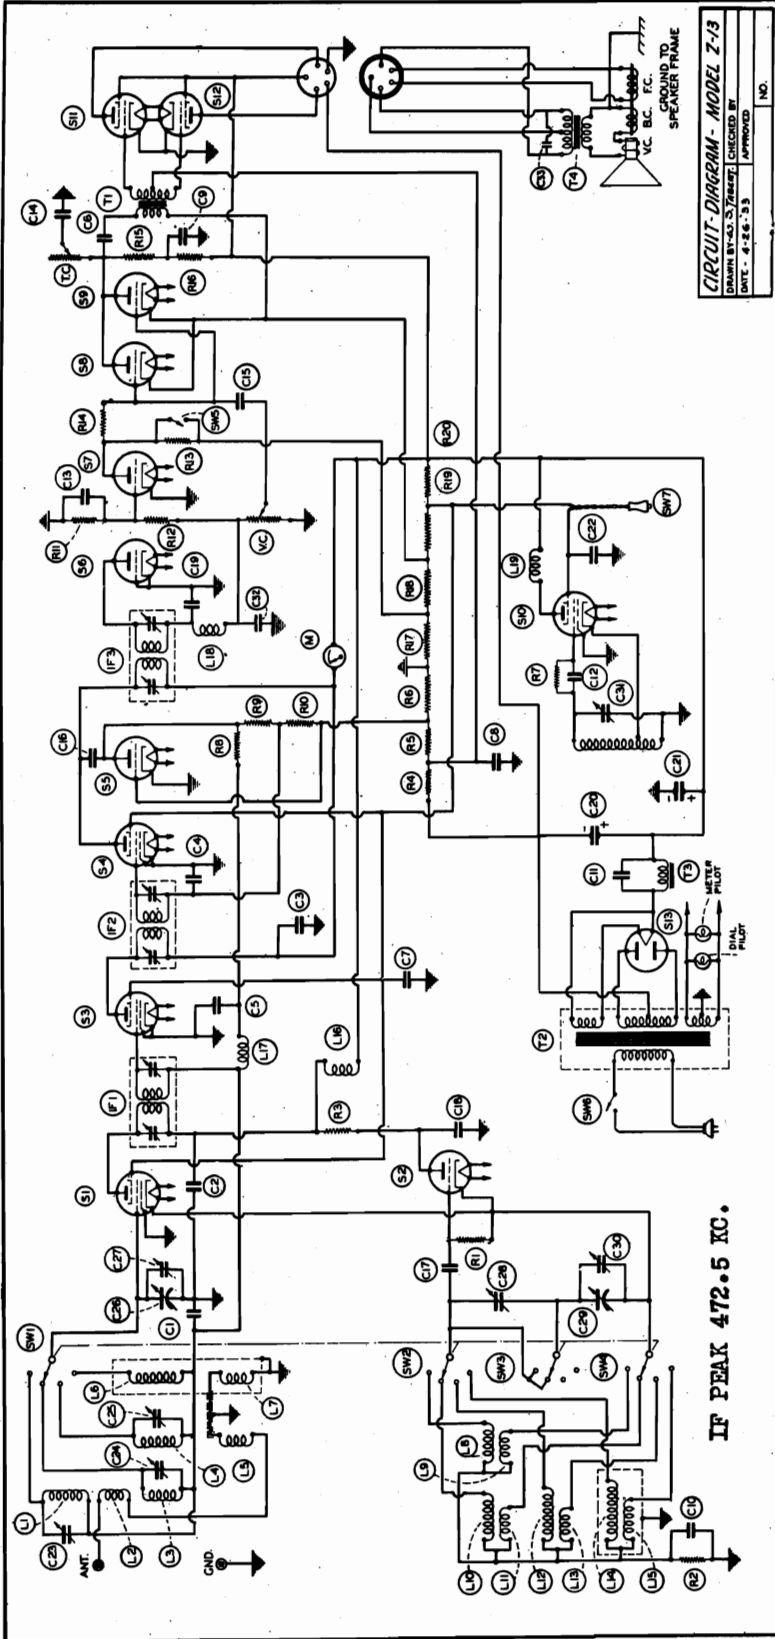 C23
L1
ANT.
L2
L3
GND.
C24
C25
L4
L5
L6
L7
SW1
C26
C27
C1
S1
C2
IF1
S3
C5
L17
C7
IF2
C3
S4
C4
S5
C16
R8
R9
R10
IF3
M
S6
L18
C19
C32
R11
C13
R12
V.C
S7
R13
SW5
R14
C15
S8
S9
R16
T.C
C14
C6
R15
C9
T1
S11
S12
L16
R3
C18
S2
C17
R1
C28
C29
C30
SW2
SW3
SW4
L8
L9
L10
L11
L12
L13
L14
L15
R2
C10
R4
R5
C8
R6
R17
R18
R19
R20
SW6
T2
S13
T3
C11
C20
C21
DIAL PILOT
METER PILOT
R7
C12
C31
S10
L19
C22
SW7
C33
T4
V.C. B.C. F.C.
GROUND TO
SPEAKER FRAME
IF PEAK 472.5 KC.
CIRCUIT-DIAGRAM - MODEL Z-13
DRAWN BY CHECKED BY
DATE - 4-26-33 APPROVED
NO.